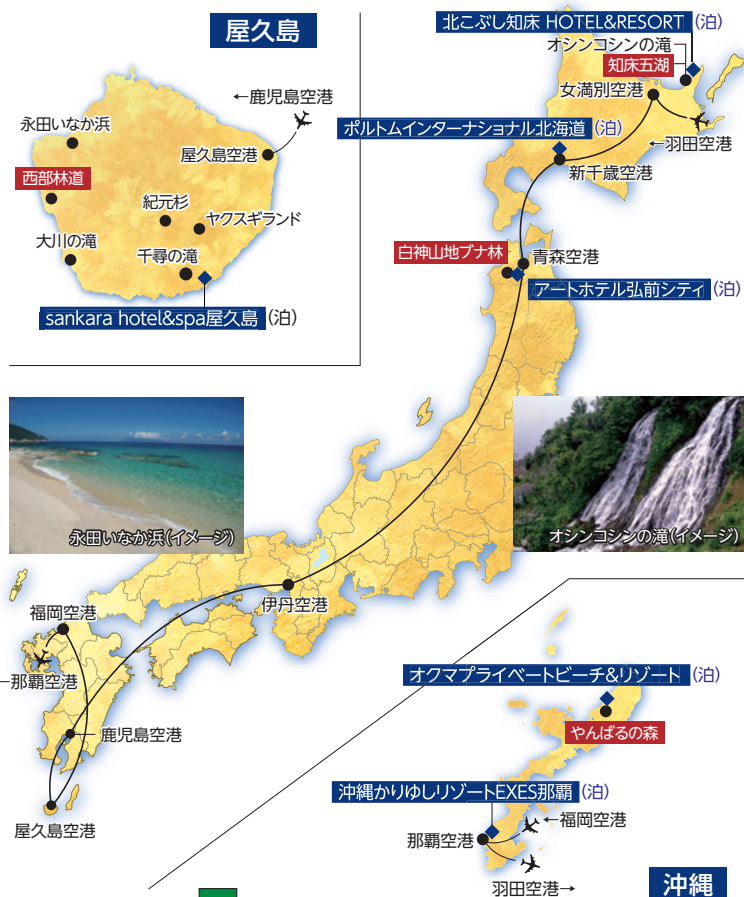 屋久島
←鹿児島空港
永田いなか浜
屋久島空港
西部林道
紀元杉
ヤクスギランド
大川の滝
千尋の滝
sankara hotel&spa屋久島 (泊)
北こぶし知床 HOTEL&RESORT (泊)
オシンコシンの滝
知床五湖
女満別空港
←羽田空港
ポルトムインターナショナル北海道 (泊)
新千歳空港
白神山地ブナ林
青森空港
アートホテル弘前シティ (泊)
永田いなか浜(イメージ)
オシンコシンの滝(イメージ)
伊丹空港
福岡空港
←那覇空港
鹿児島空港
屋久島空港
オクマプライベートビーチ&リゾート (泊)
やんばるの森
沖縄かりゆしリゾートEXES那覇 (泊)
←福岡空港
那覇空港
羽田空港→
沖縄